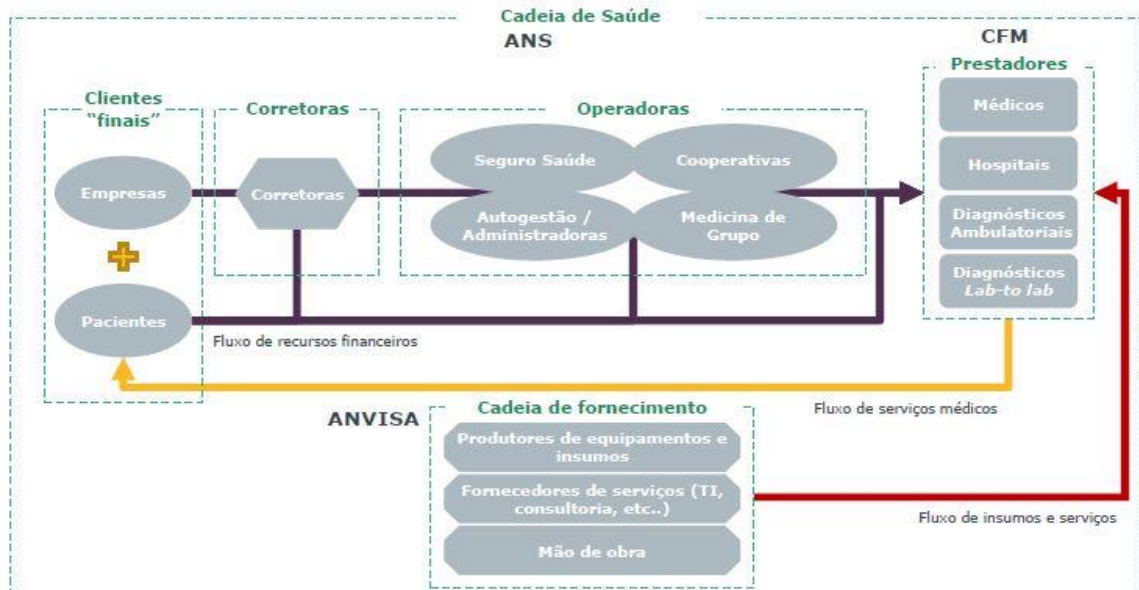 Cadeia de Saúde
ANS
CFM
Clientes
"finais"
Corretoras
Operadoras
Prestadores
Empresas
Pacientes
Corretoras
Seguro Saúde
Cooperativas
Autogestão /
Administradoras
Medicina de
Grupo
Médicos
Hospitais
Diagnósticos
Ambulatoriais
Diagnósticos
Lab-to lab
Fluxo de recursos financeiros
Fluxo de serviços médicos
ANVISA
Cadeia de fornecimento
Produtores de equipamentos e
insumos
Fornecedores de serviços (TI,
consultoria, etc..)
Mão de obra
Fluxo de insumos e serviços